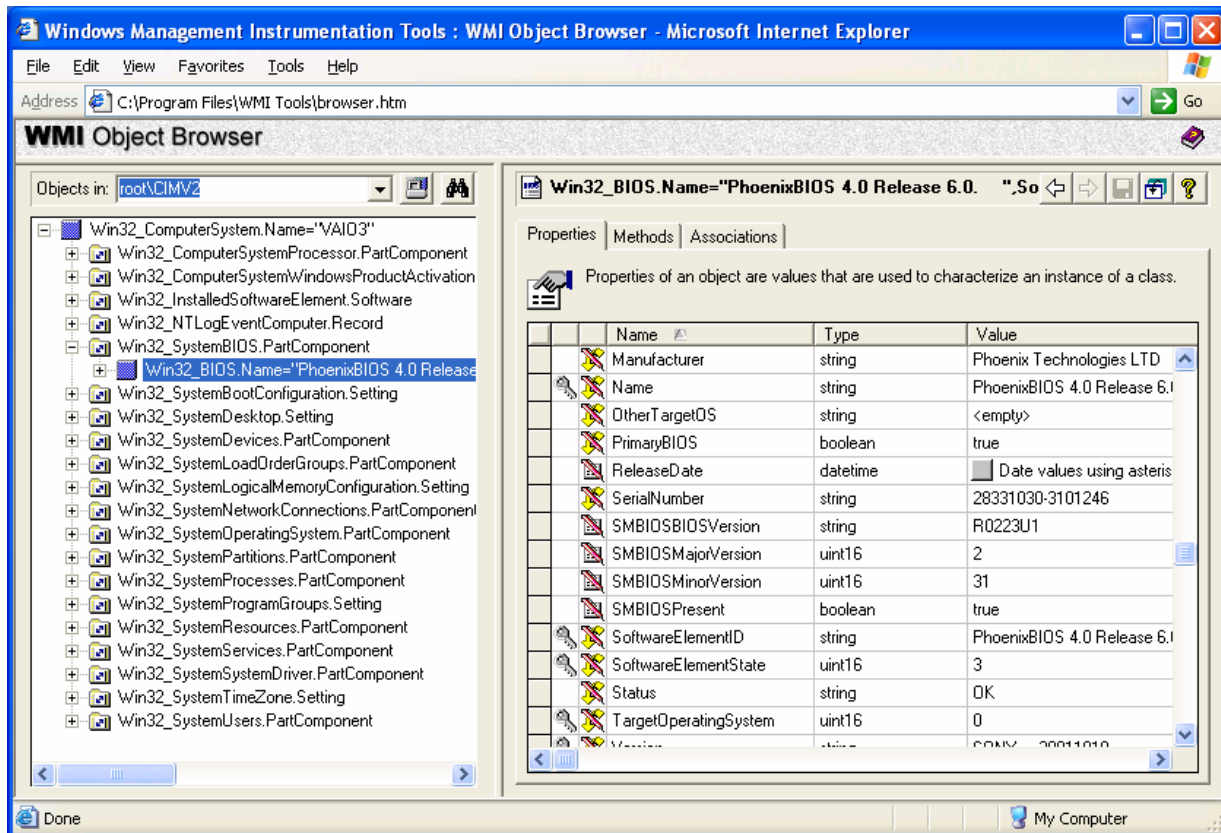 Windows Management Instrumentation Tools : WMI Object Browser - Microsoft Internet Explorer
File Edit View Favorites Tools Help
Address C:\Program Files\WMI Tools\browser.htm Go
WMI Object Browser
Objects in: root\CIMV2
Win32_ComputerSystem.Name="VAIO3"
Win32_ComputerSystemProcessor.PartComponent
Win32_ComputerSystemWindowsProductActivation
Win32_InstalledSoftwareElement.Software
Win32_NTLogEventComputer.Record
Win32_SystemBIOS.PartComponent
Win32_BIOS.Name="PhoenixBIOS 4.0 Release
Win32_SystemBootConfiguration.Setting
Win32_SystemDesktop.Setting
Win32_SystemDevices.PartComponent
Win32_SystemLoadOrderGroups.PartComponent
Win32_SystemLogicalMemoryConfiguration.Setting
Win32_SystemNetworkConnections.PartComponent
Win32_SystemOperatingSystem.PartComponent
Win32_SystemPartitions.PartComponent
Win32_SystemProcesses.PartComponent
Win32_SystemProgramGroups.Setting
Win32_SystemResources.PartComponent
Win32_SystemServices.PartComponent
Win32_SystemSystemDriver.PartComponent
Win32_SystemTimeZone.Setting
Win32_SystemUsers.PartComponent
Win32_BIOS.Name="PhoenixBIOS 4.0 Release 6.0. ",So
Properties Methods Associations
Properties of an object are values that are used to characterize an instance of a class.
Name Type Value
Manufacturer string Phoenix Technologies LTD
Name string PhoenixBIOS 4.0 Release 6.0
OtherTargetOS string <empty>
PrimaryBIOS boolean true
ReleaseDate datetime Date values using asteris
SerialNumber string 28331030-3101246
SMBIOSBIOSVersion string R0223U1
SMBIOSMajorVersion uint16 2
SMBIOSMinorVersion uint16 31
SMBIOSPresent boolean true
SoftwareElementID string PhoenixBIOS 4.0 Release 6.0
SoftwareElementState uint16 3
Status string OK
TargetOperatingSystem uint16 0
Version string SONY
Done My Computer